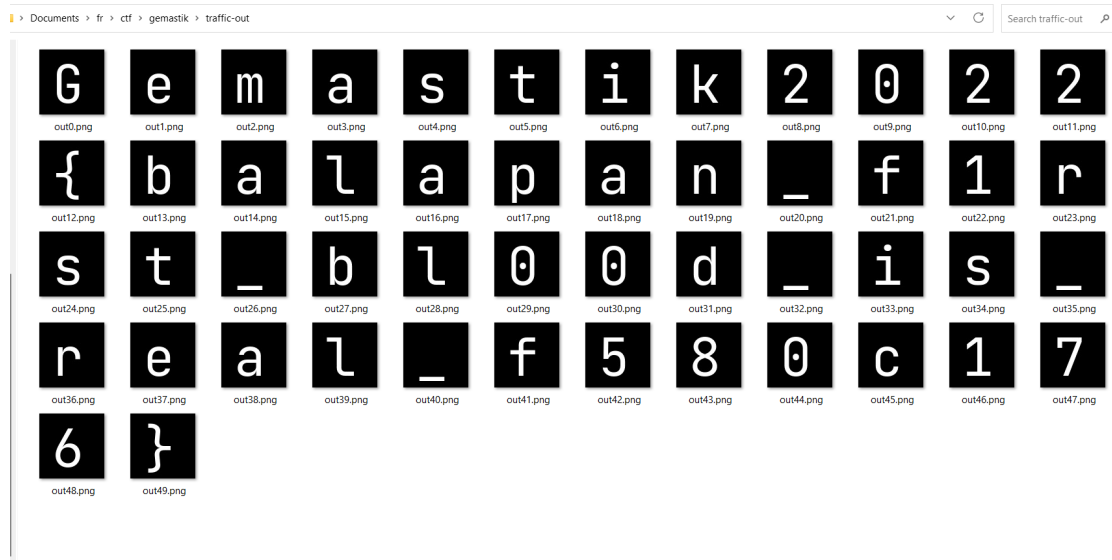 Documents > fr > ctf > gemastik > traffic-out
Search traffic-out
G e m a s t i k 2 0 2 2
out0.png out1.png out2.png out3.png out4.png out5.png out6.png out7.png out8.png out9.png out10.png out11.png
{ b a l a p a n _ f 1 r
out12.png out13.png out14.png out15.png out16.png out17.png out18.png out19.png out20.png out21.png out22.png out23.png
s t _ b l 0 0 d _ i s _
out24.png out25.png out26.png out27.png out28.png out29.png out30.png out31.png out32.png out33.png out34.png out35.png
r e a l _ f 5 8 0 c 1 7
out36.png out37.png out38.png out39.png out40.png out41.png out42.png out43.png out44.png out45.png out46.png out47.png
6 }
out48.png out49.png